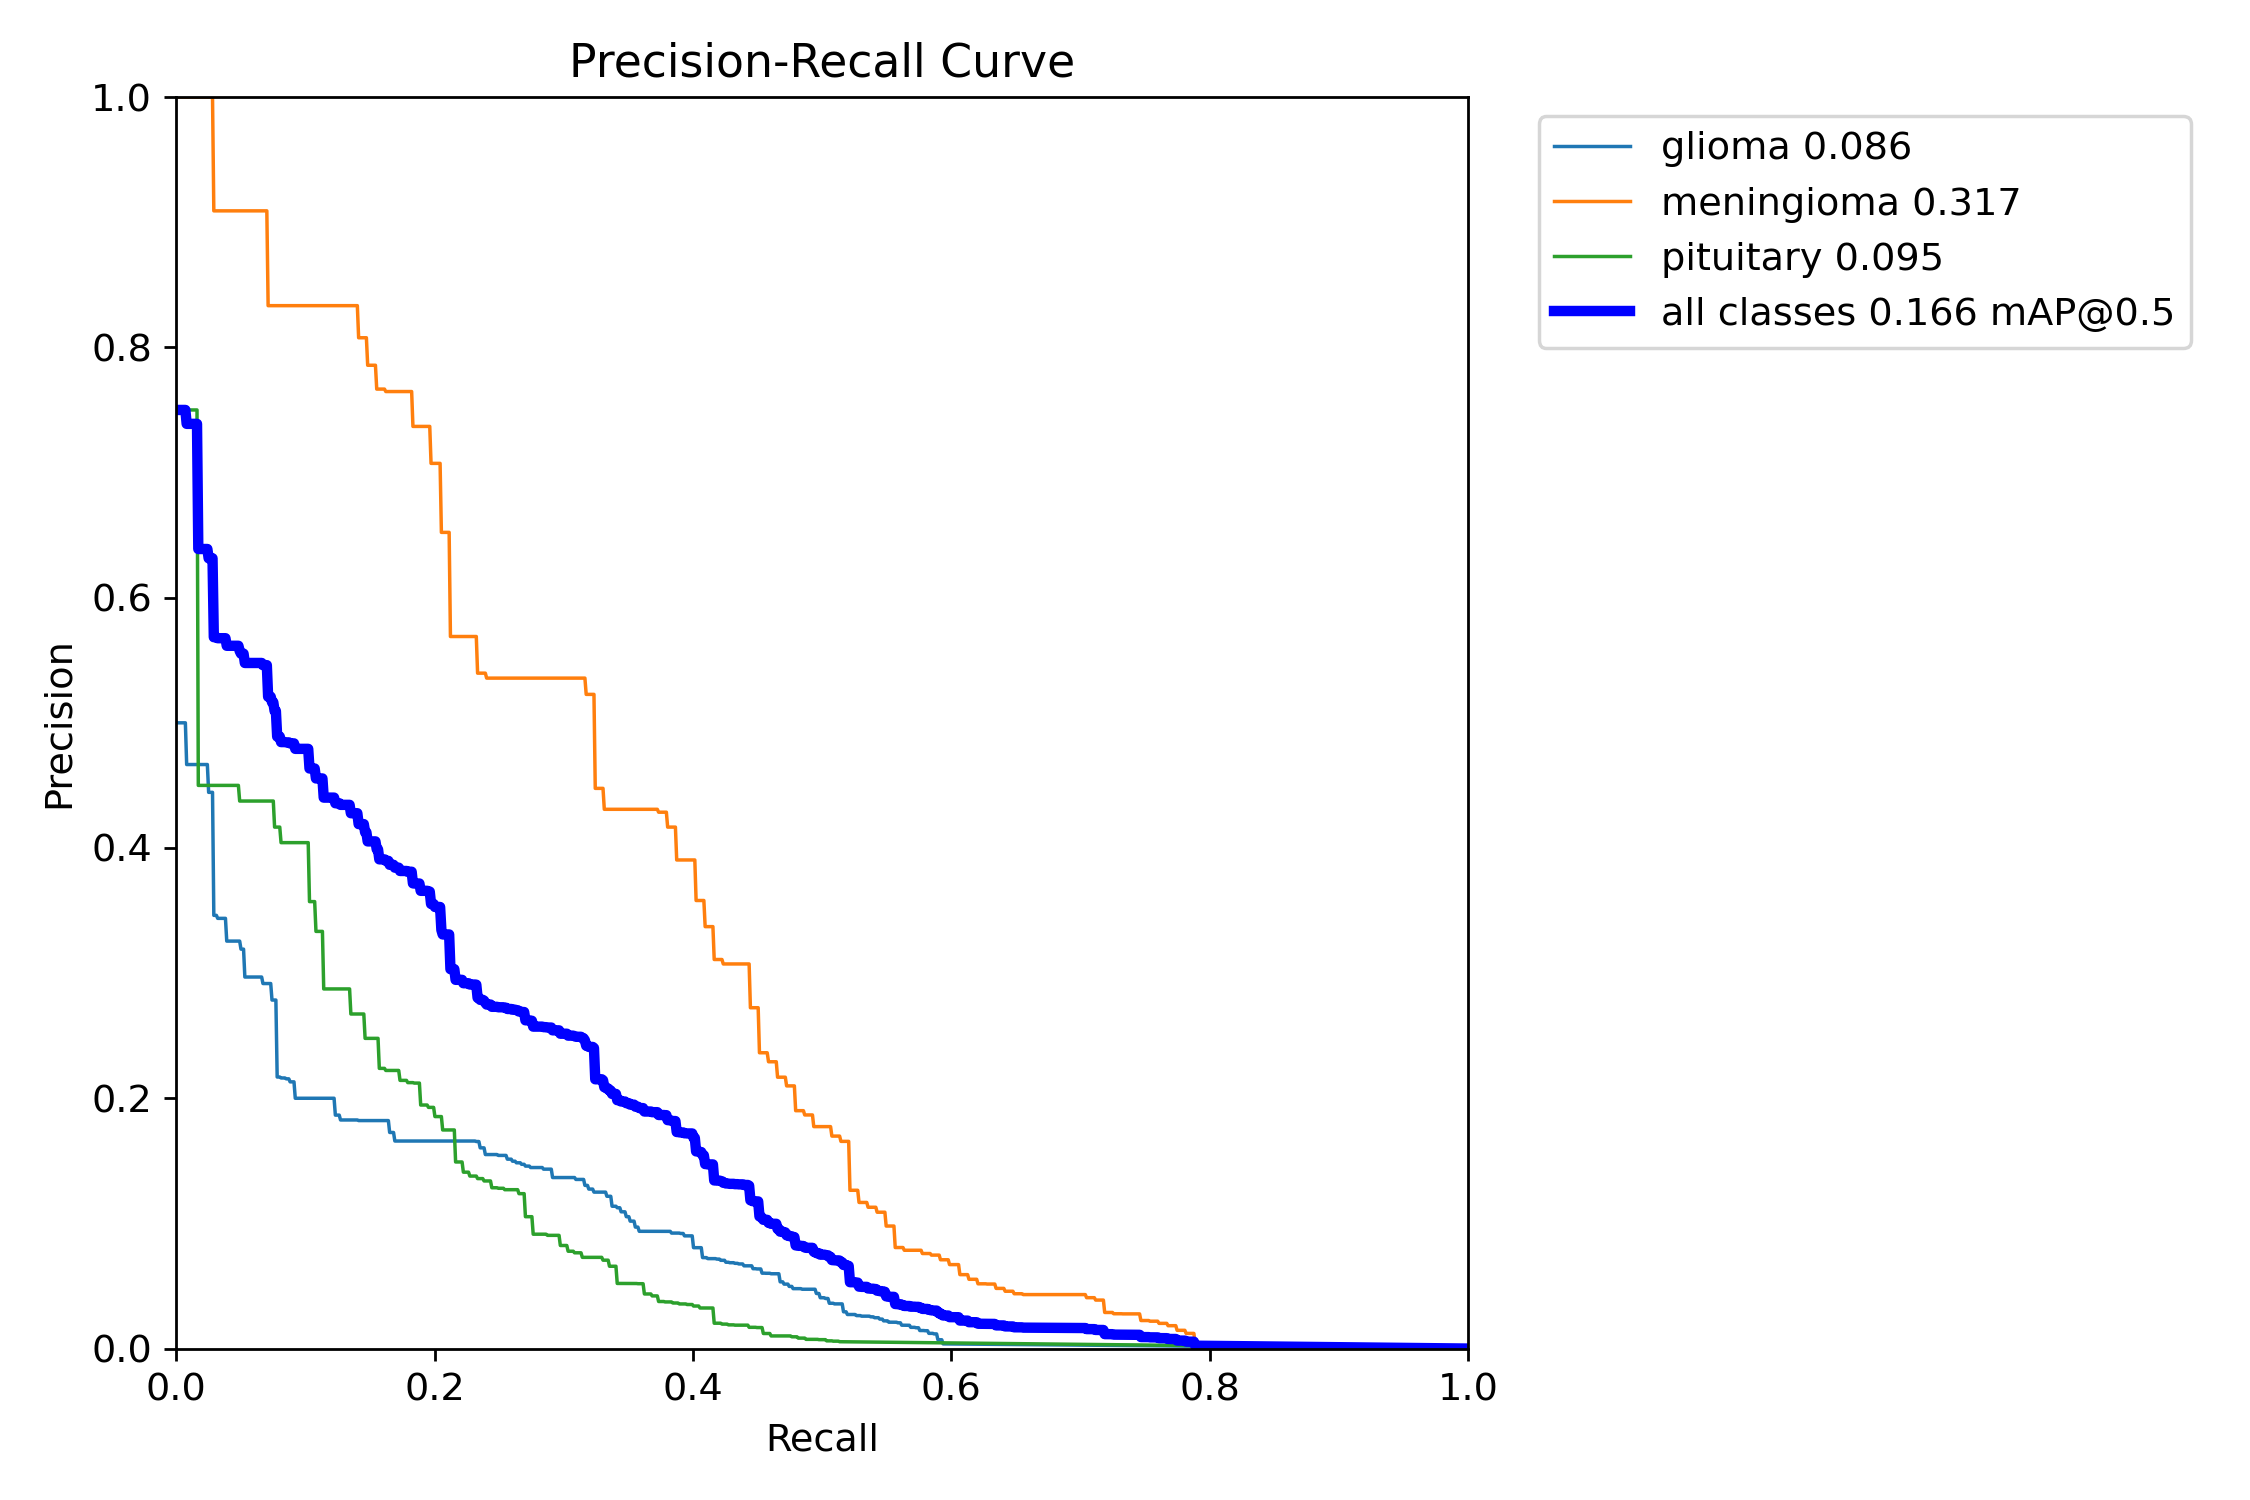 Precision-Recall Curve
1.0
0.8
0.6
0.4
0.2
0.0
Precision
0.0 0.2 0.4 0.6 0.8 1.0
Recall
glioma 0.086
meningioma 0.317
pituitary 0.095
all classes 0.166 mAP@0.5